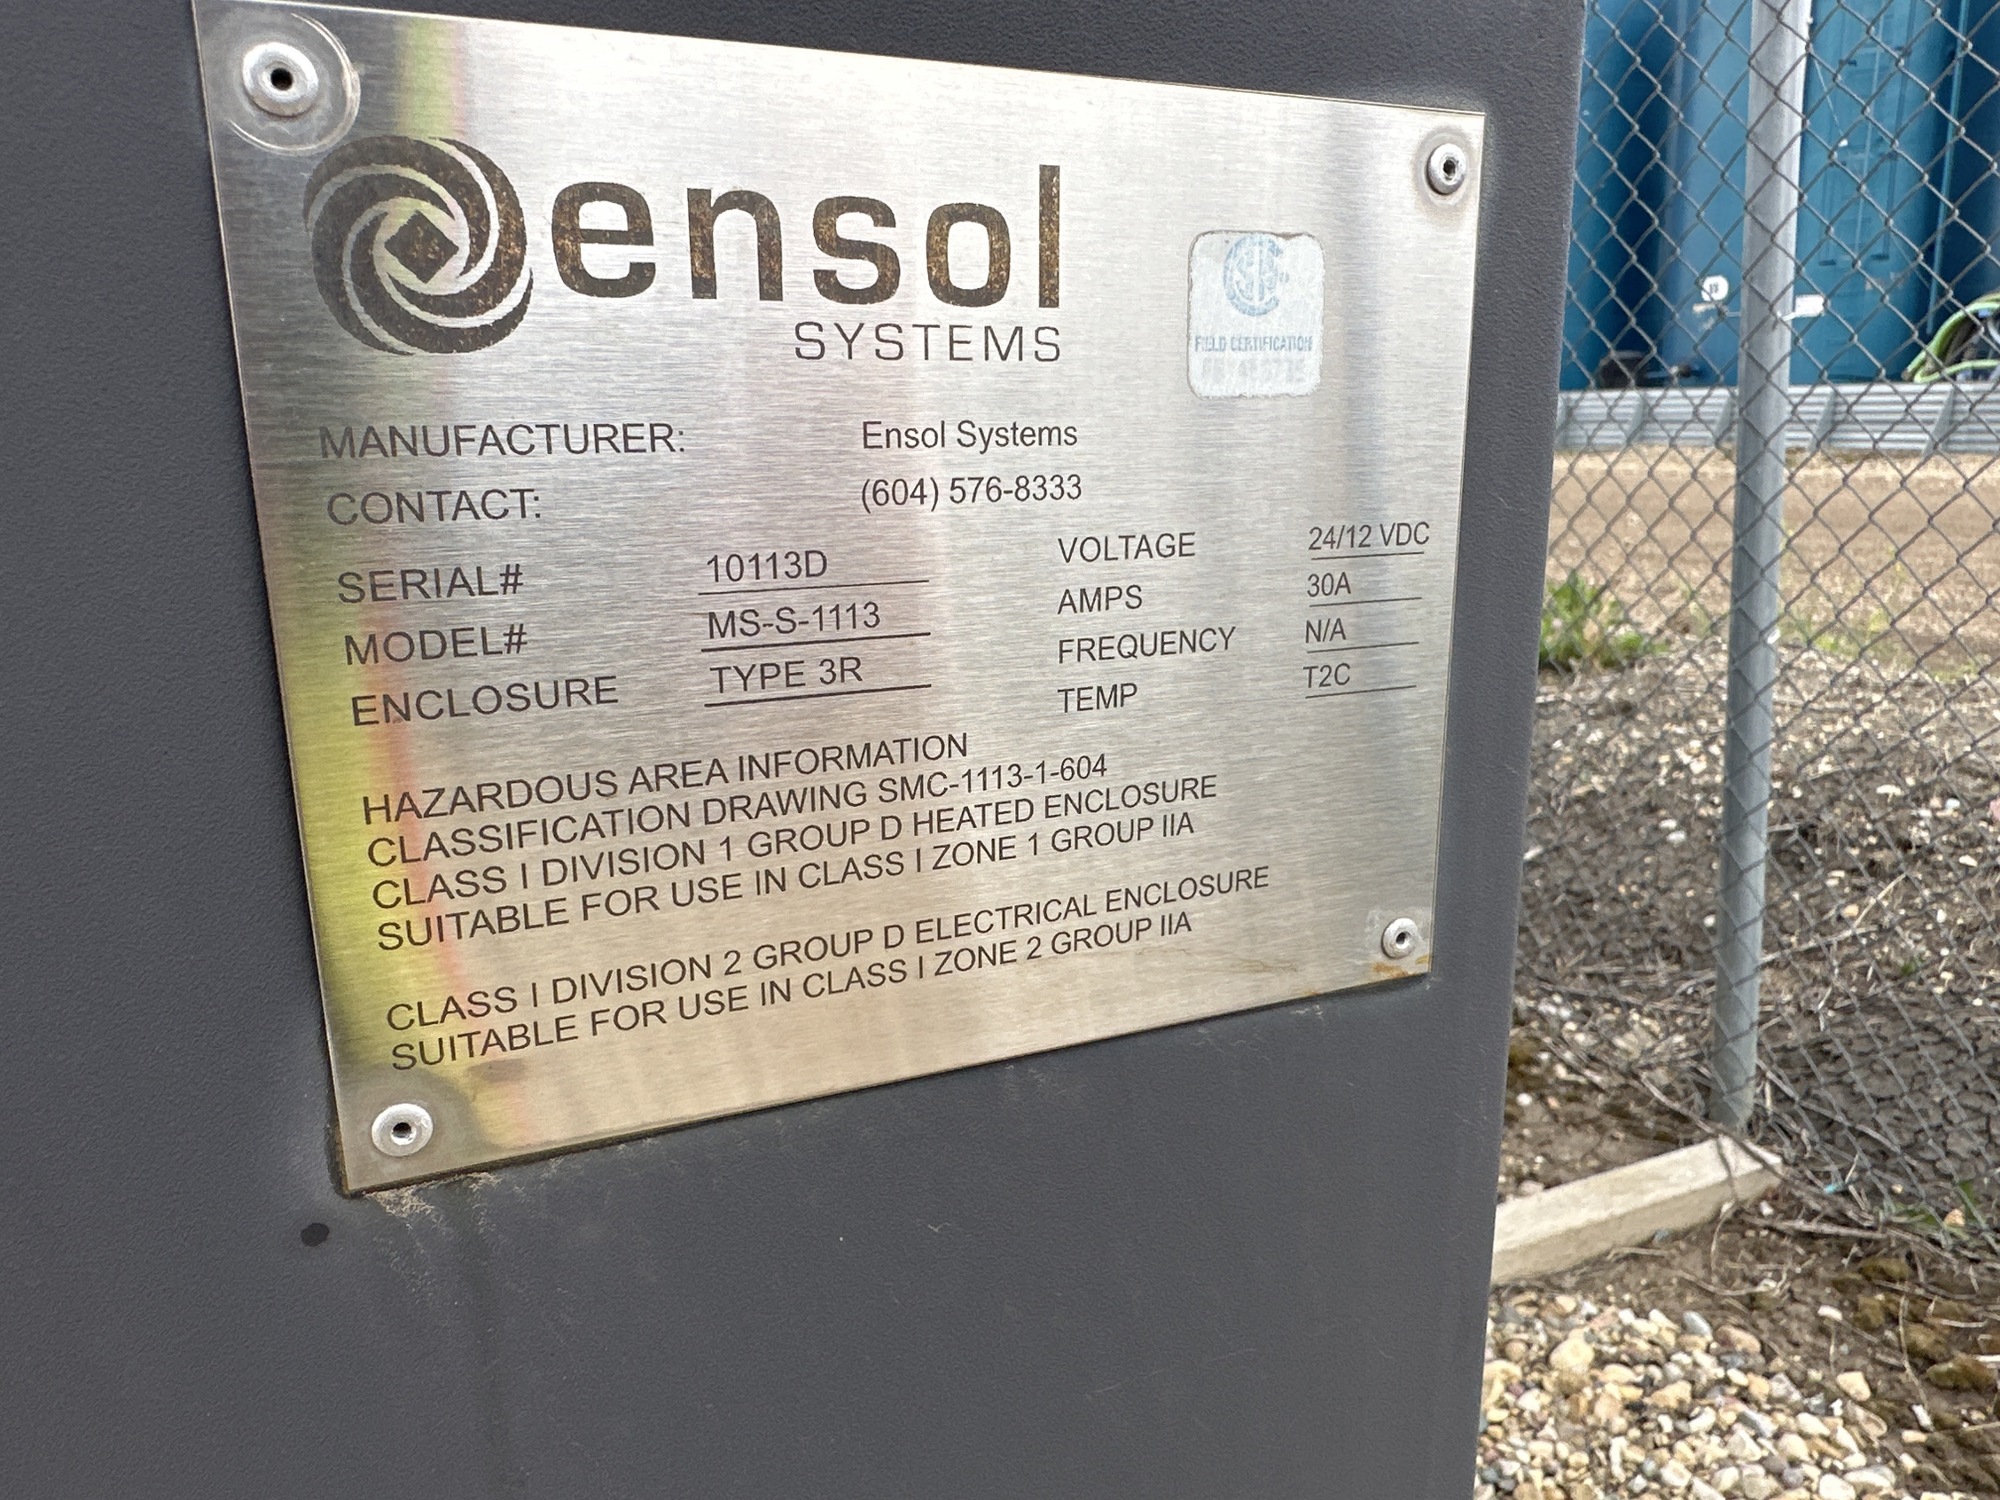 ensol
SYSTEMS
FIELD CERTIFICATION
MANUFACTURER: Ensol Systems
CONTACT: (604) 576-8333
SERIAL# 10113D VOLTAGE 24/12 VDC
MODEL# MS-S-1113 AMPS 30A
ENCLOSURE TYPE 3R FREQUENCY N/A
TEMP T2C
HAZARDOUS AREA INFORMATION
CLASSIFICATION DRAWING SMC-1113-1-604
CLASS I DIVISION 1 GROUP D HEATED ENCLOSURE
SUITABLE FOR USE IN CLASS I ZONE 1 GROUP IIA
CLASS I DIVISION 2 GROUP D ELECTRICAL ENCLOSURE
SUITABLE FOR USE IN CLASS I ZONE 2 GROUP IIA